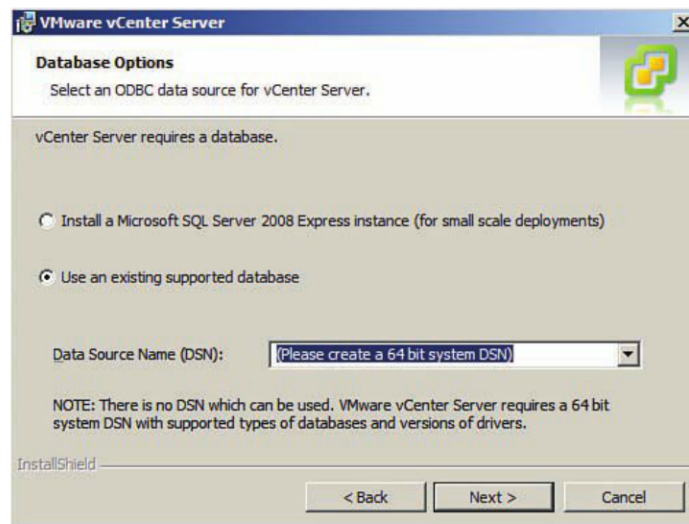 VMware vCenter Server
Database Options
Select an ODBC data source for vCenter Server.
vCenter Server requires a database.
Install a Microsoft SQL Server 2008 Express instance (for small scale deployments)
Use an existing supported database
Data Source Name (DSN):
(Please create a 64 bit system DSN)
NOTE: There is no DSN which can be used. VMware vCenter Server requires a 64 bit
system DSN with supported types of databases and versions of drivers.
InstallShield
< Back
Next >
Cancel